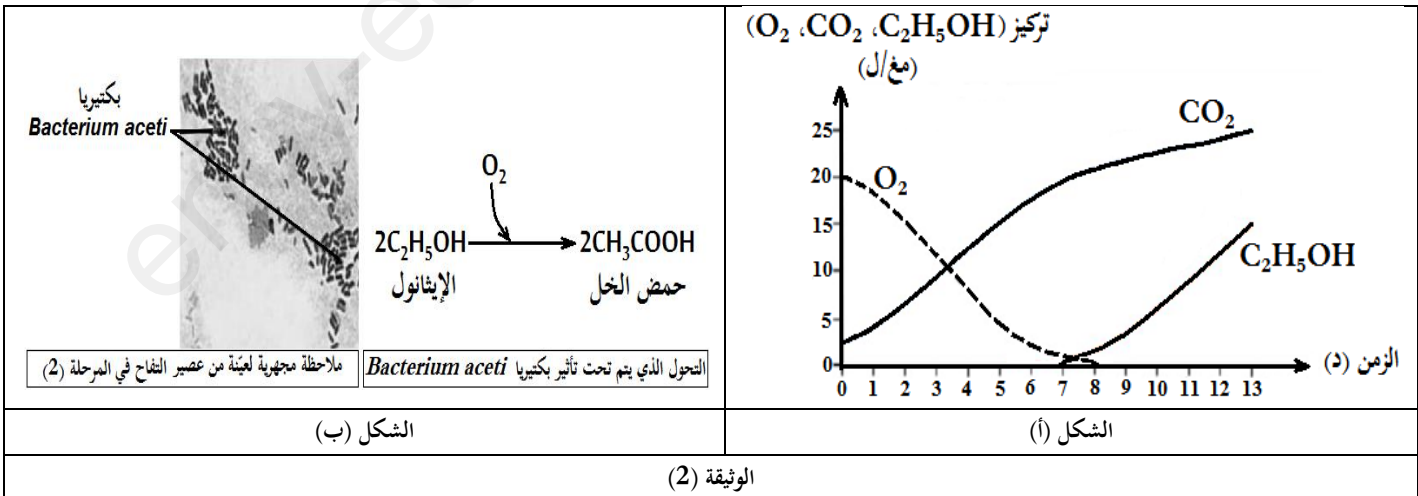 تركيز (O₂ ،CO₂ ،C₂H₅OH)
(مغ/ل)
25
20
15
10
5
0
CO₂
O₂
C₂H₅OH
0 1 2 3 4 5 6 7 8 9 10 11 12 13
الزمن (د)
الشكل (أ)
بكتيريا
Bacterium aceti
O₂
2C₂H₅OH
2CH₃COOH
الإيثانول
حمض الخل
التحول الذي يتم تحت تأثير بكتيريا Bacterium aceti
ملاحظة مجهرية لعيّنة من عصير التفاح في المرحلة (2)
الشكل (ب)
الوثيقة (2)